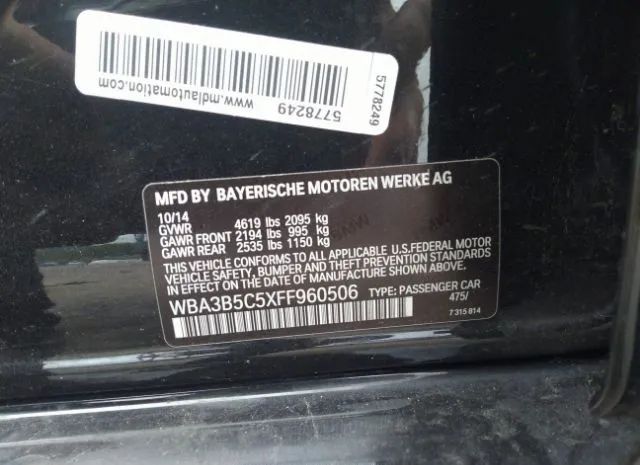 www.mdlautomation.com
5778249
5778249
MFD BY BAYERISCHE MOTOREN WERKE AG
10/14
GVWR 4619 lbs 2095 kg
GAWR FRONT 2194 lbs 995 kg
GAWR REAR 2535 lbs 1150 kg
THIS VEHICLE CONFORMS TO ALL APPLICABLE U.S.FEDERAL MOTOR
VEHICLE SAFETY, BUMPER, AND THEFT PREVENTION STANDARDS
IN EFFECT ON THE DATE OF MANUFACTURE SHOWN ABOVE.
WBA3B5C5XFF960506 TYPE: PASSENGER CAR
475/
7 315 814